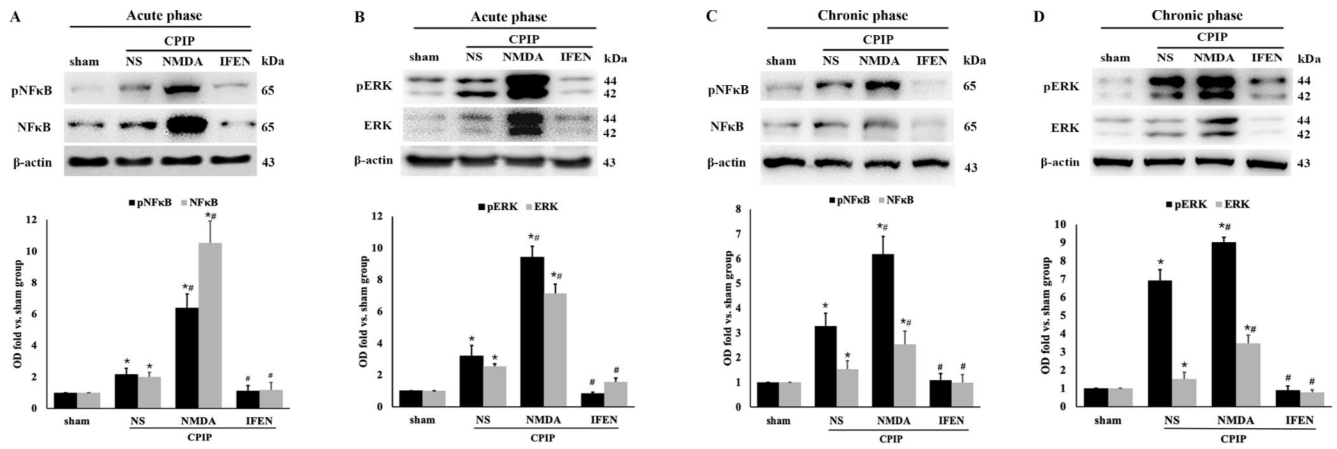 A
Acute phase
CPIP
sham NS NMDA IFEN kDa
pNFκB 65
NFκB 65
β-actin 43
pNFκB NFκB
OD fold vs. sham group
12
10
8
6
4
2
0
* * *# *# # #
sham NS NMDA IFEN
CPIP
B
Acute phase
CPIP
sham NS NMDA IFEN kDa
pERK 44
42
ERK 44
42
β-actin 43
pERK ERK
OD fold vs. sham group
12
10
8
6
4
2
0
* * *# *# # #
sham NS NMDA IFEN
CPIP
C
Chronic phase
CPIP
sham NS NMDA IFEN kDa
pNFκB 65
NFκB 65
β-actin 43
pNFκB NFκB
OD fold vs. sham group
8
7
6
5
4
3
2
1
0
* * *# *# # #
sham NS NMDA IFEN
CPIP
D
Chronic phase
CPIP
sham NS NMDA IFEN kDa
pERK 44
42
ERK 44
42
β-actin 43
pERK ERK
OD fold vs. sham group
10
9
8
7
6
5
4
3
2
1
0
* * *# *# # #
sham NS NMDA IFEN
CPIP